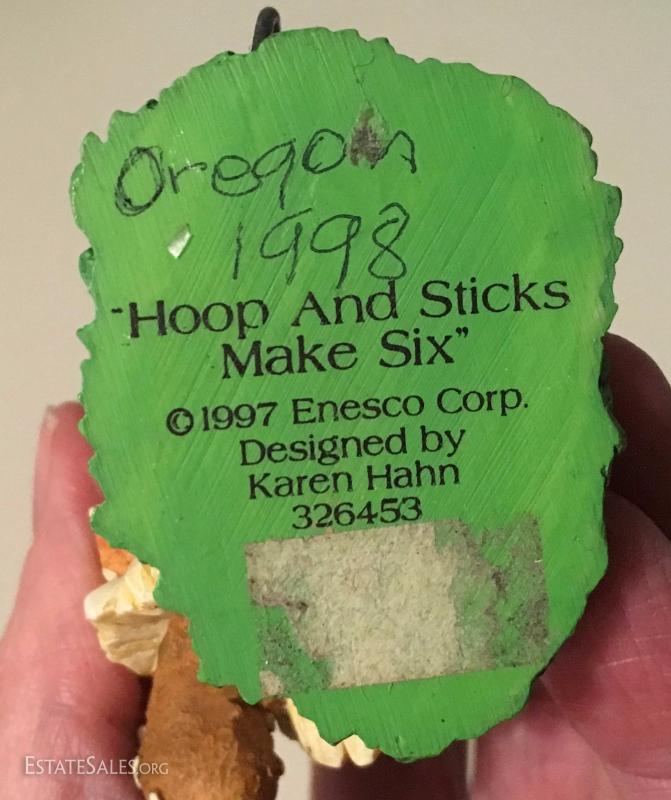 Oregon
1998
"Hoop And Sticks
Make Six"
©1997 Enesco Corp.
Designed by
Karen Hahn
326453
ESTATESALES.ORG